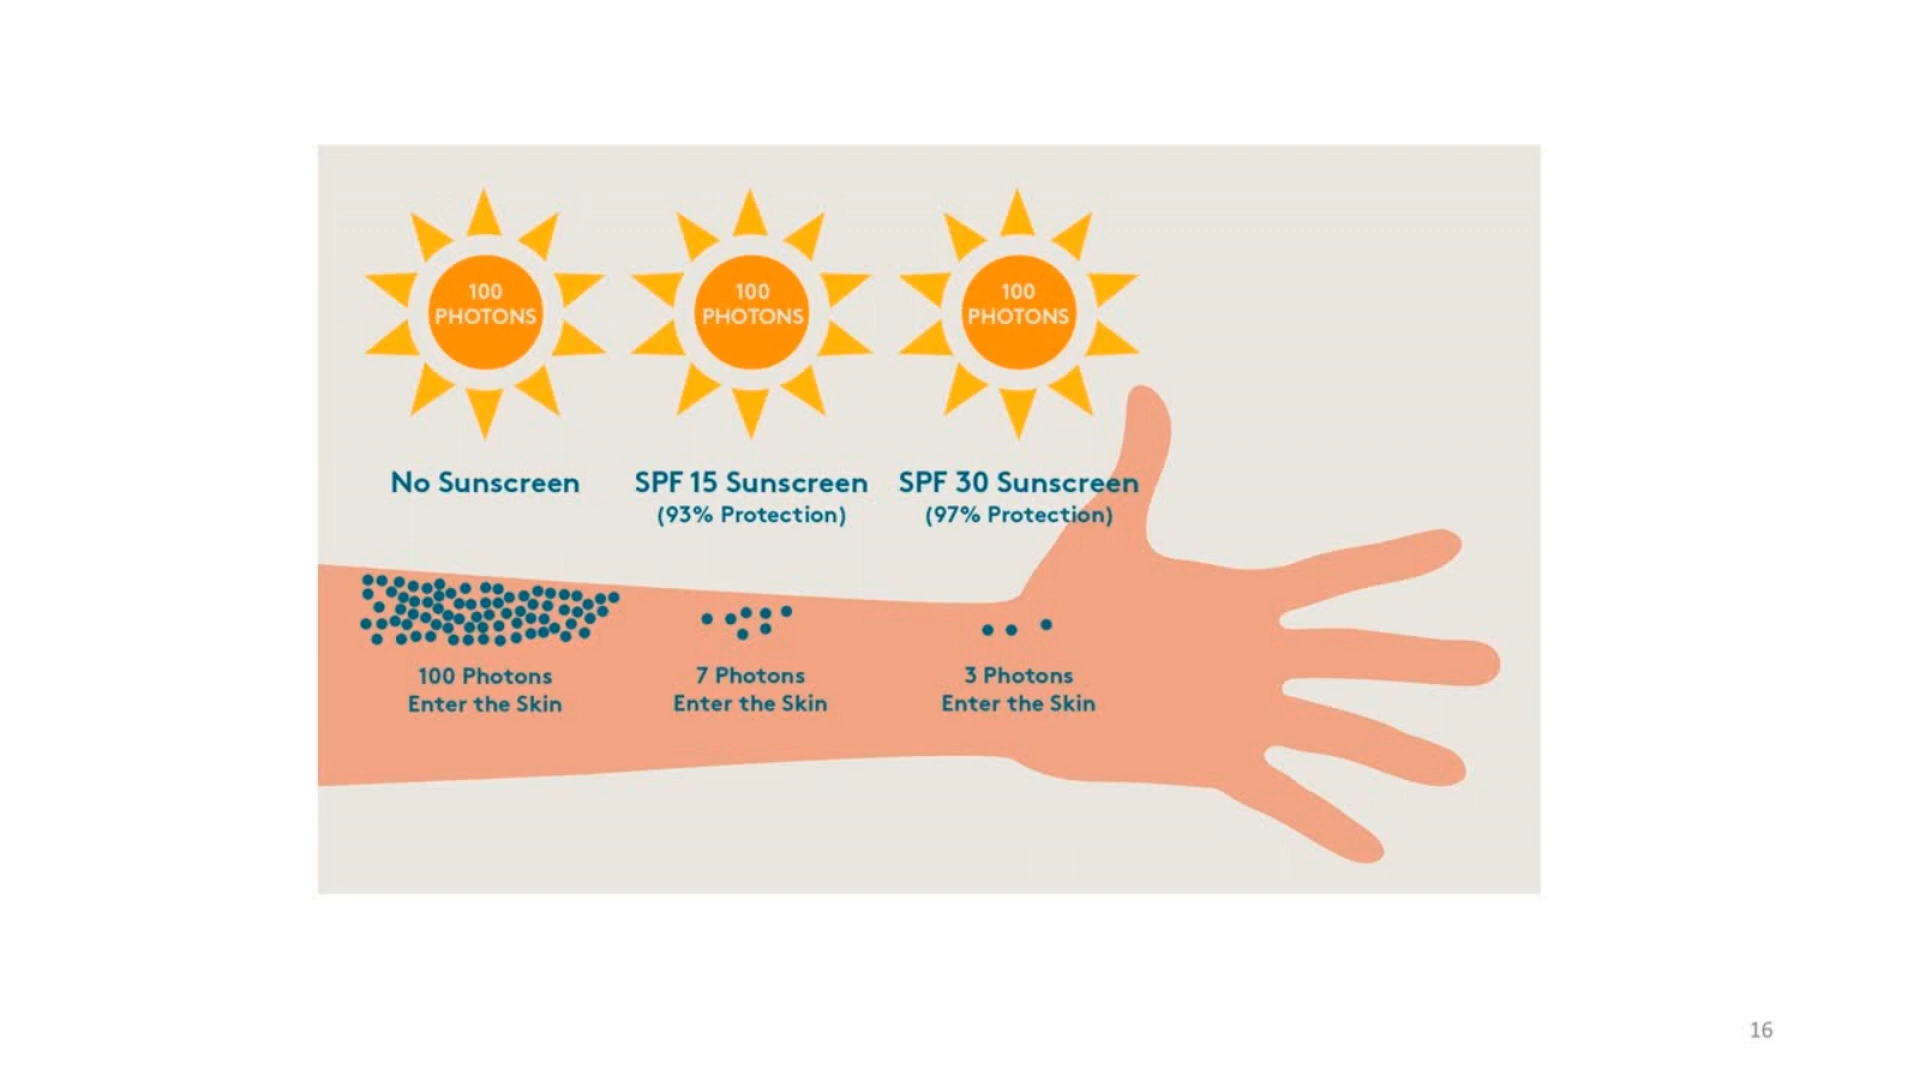 100
PHOTONS
100
PHOTONS
100
PHOTONS
No Sunscreen
SPF 15 Sunscreen
(93% Protection)
SPF 30 Sunscreen
(97% Protection)
100 Photons
Enter the Skin
7 Photons
Enter the Skin
3 Photons
Enter the Skin
16